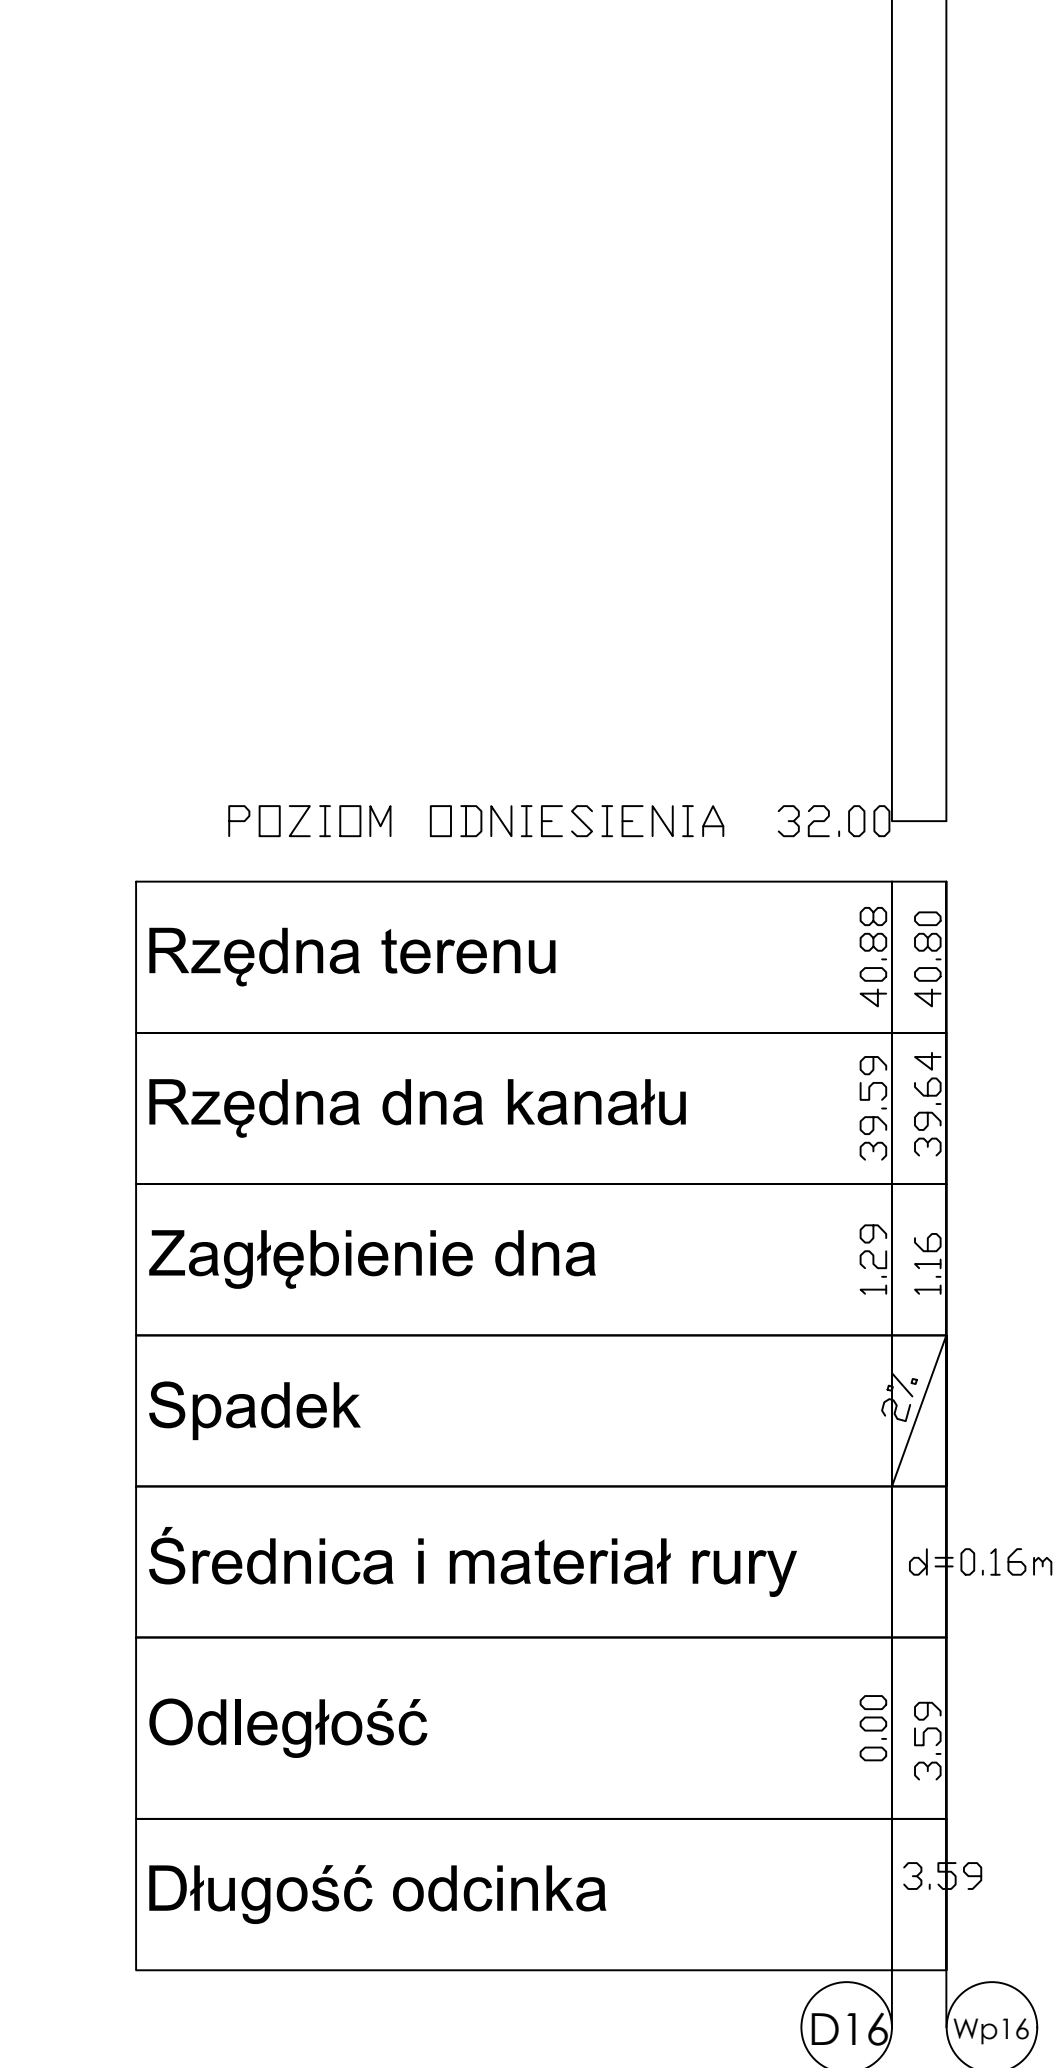 POZIOM ODNIESIENIA 32.00
Rzędna terenu 40.88 40.80
Rzędna dna kanału 39.59 39.64
Zagłębienie dna 1.29 1.16
Spadek 2%
Średnica i materiał rury d=0.16m
Odległość 0.00 3.59
Długość odcinka 3.59
D16 Wp16